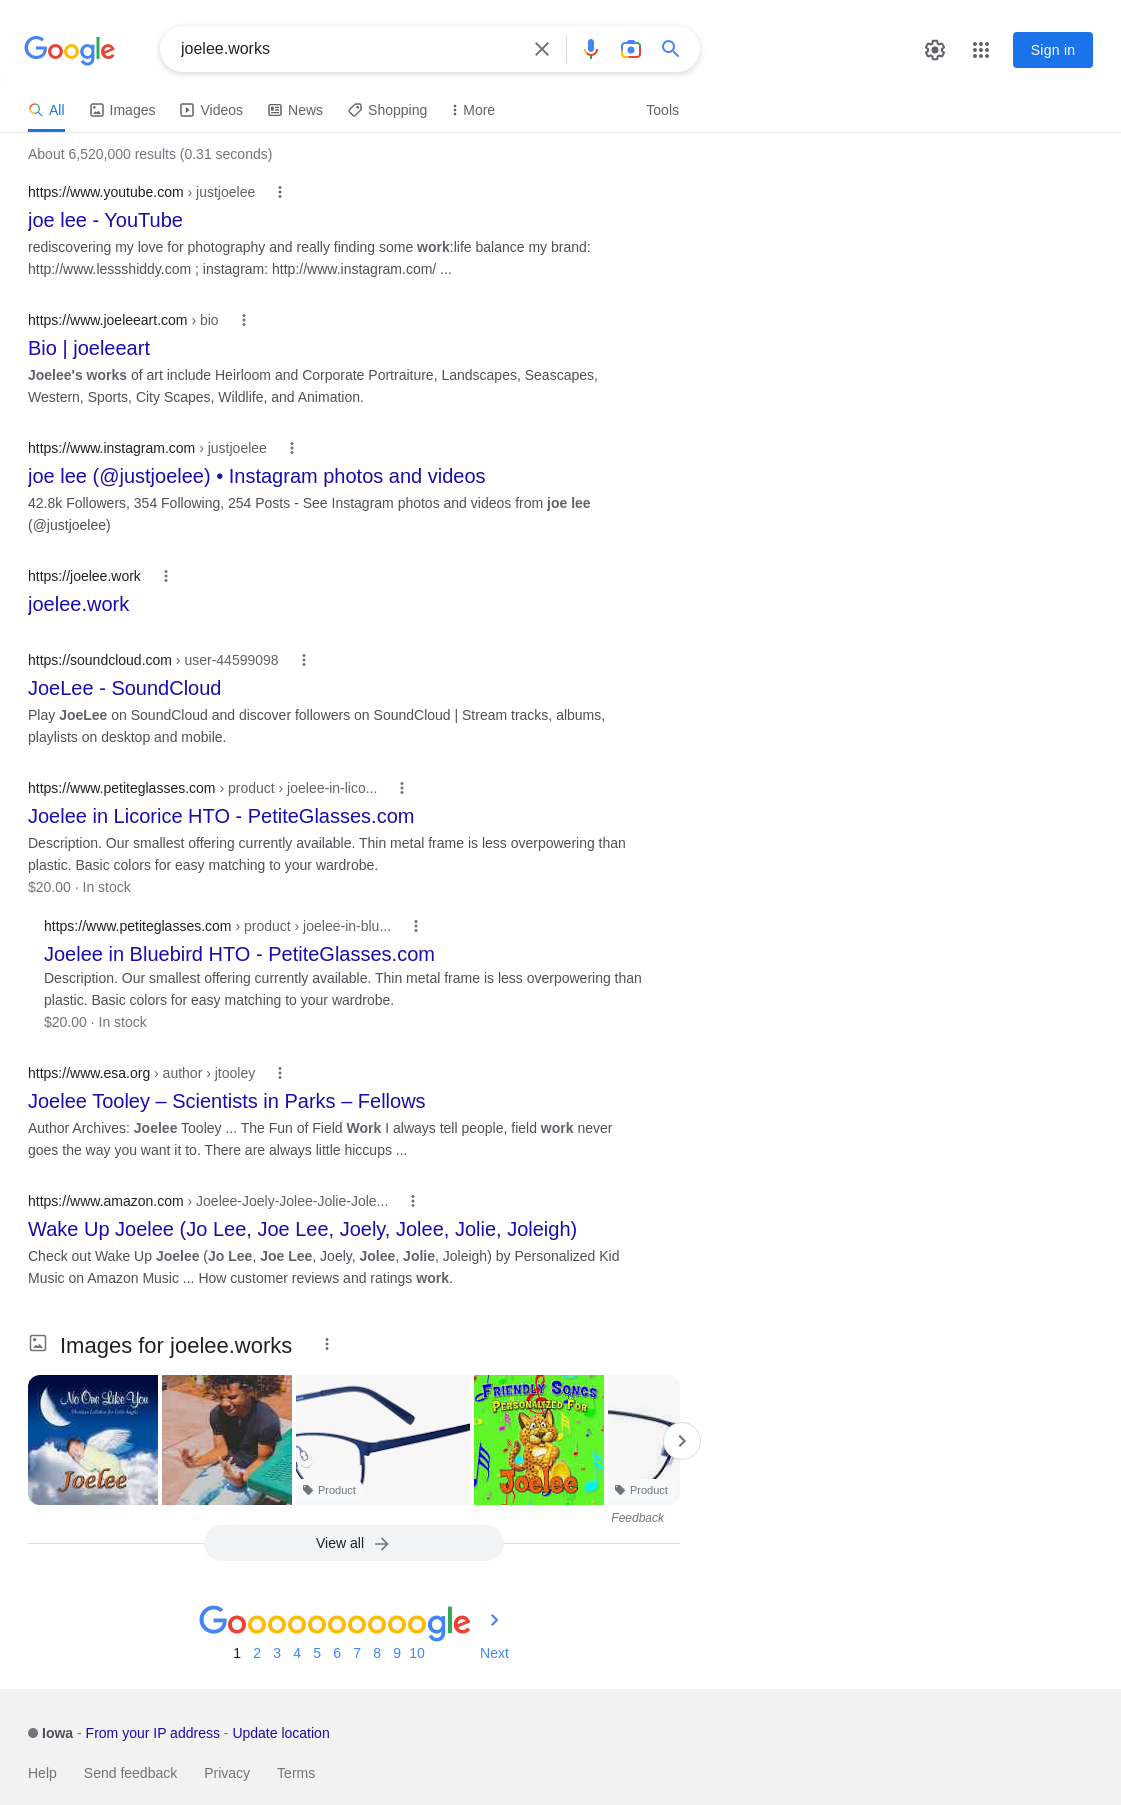 Google
joelee.works
Sign in
All
Images
Videos
News
Shopping
More
Tools
About 6,520,000 results (0.31 seconds)
https://www.youtube.com › justjoelee
joe lee - YouTube
rediscovering my love for photography and really finding some work:life balance my brand:
http://www.lessshiddy.com ; instagram: http://www.instagram.com/ ...
https://www.joeleeart.com › bio
Bio | joeleeart
Joelee's works of art include Heirloom and Corporate Portraiture, Landscapes, Seascapes,
Western, Sports, City Scapes, Wildlife, and Animation.
https://www.instagram.com › justjoelee
joe lee (@justjoelee) • Instagram photos and videos
42.8k Followers, 354 Following, 254 Posts - See Instagram photos and videos from joe lee
(@justjoelee)
https://joelee.work
joelee.work
https://soundcloud.com › user-44599098
JoeLee - SoundCloud
Play JoeLee on SoundCloud and discover followers on SoundCloud | Stream tracks, albums,
playlists on desktop and mobile.
https://www.petiteglasses.com › product › joelee-in-lico...
Joelee in Licorice HTO - PetiteGlasses.com
Description. Our smallest offering currently available. Thin metal frame is less overpowering than
plastic. Basic colors for easy matching to your wardrobe.
$20.00 · In stock
https://www.petiteglasses.com › product › joelee-in-blu...
Joelee in Bluebird HTO - PetiteGlasses.com
Description. Our smallest offering currently available. Thin metal frame is less overpowering than
plastic. Basic colors for easy matching to your wardrobe.
$20.00 · In stock
https://www.esa.org › author › jtooley
Joelee Tooley – Scientists in Parks – Fellows
Author Archives: Joelee Tooley ... The Fun of Field Work I always tell people, field work never
goes the way you want it to. There are always little hiccups ...
https://www.amazon.com › Joelee-Joely-Jolee-Jolie-Jole...
Wake Up Joelee (Jo Lee, Joe Lee, Joely, Jolee, Jolie, Joleigh)
Check out Wake Up Joelee (Jo Lee, Joe Lee, Joely, Jolee, Jolie, Joleigh) by Personalized Kid
Music on Amazon Music ... How customer reviews and ratings work.
Images for joelee.works
No One Like You
Christian Lullabies for Little Angels
Joelee
Product
FRIENDLY SONGS
PERSONALIZED FOR
Joelee
Product
Feedback
View all
Goooooooooogle
1 2 3 4 5 6 7 8 9 10 Next
Iowa - From your IP address - Update location
Help Send feedback Privacy Terms